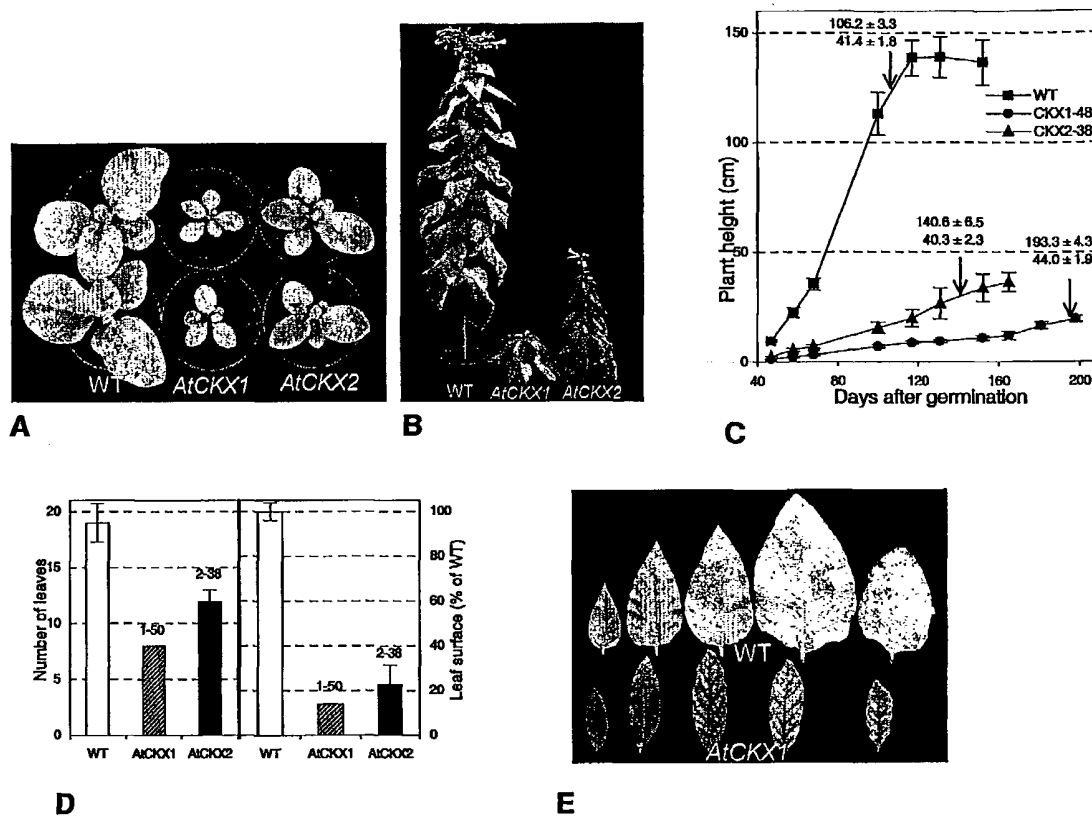 WT AtCKX1 AtCKX2
A
WT AtCKX1 AtCKX2
B
C
106.2 ± 3.3
41.4 ± 1.8
WT
CKX1-48
CKX2-38
140.6 ± 6.5
40.3 ± 2.3
193.3 ± 4.3
44.0 ± 1.9
Plant height (cm)
150
100
50
0
40 80 120 160 200
Days after germination
Number of leaves
20
15
10
5
0
1-50
2-38
WT AtCKX1 AtCKX2
1-50
2-38
WT AtCKX1 AtCKX2
100
80
60
40
20
0
Leaf surface (% of WT)
D
WT
AtCKX1
E